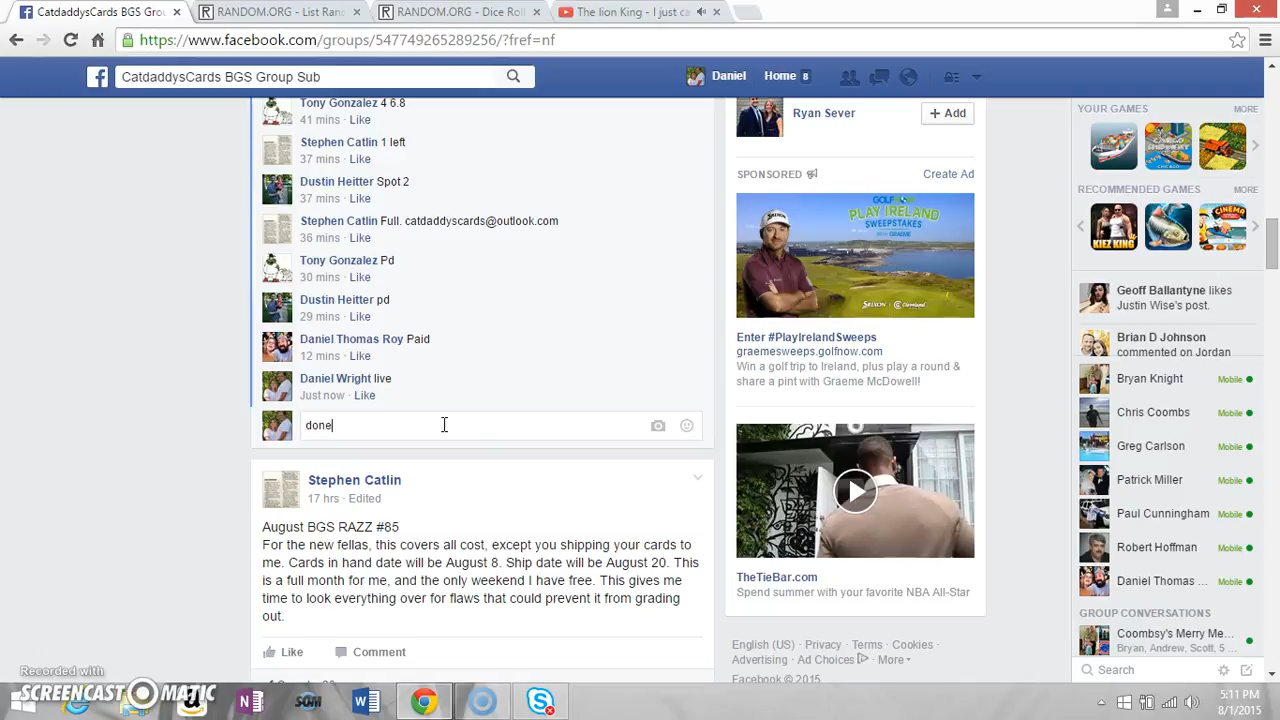 CatdaddysCards BGS Grou
RANDOM.ORG - List Ran
RANDOM.ORG - Dice Roll
The lion King - I just ca
https://www.facebook.com/groups/547749265289256/?fref=n
CatdaddysCards BGS Group Sub
Daniel
Home 8
Tony Gonzalez 4 6.8
41 mins · Like
Stephen Catlin 1 left
37 mins · Like
Dustin Heitter Spot 2
37 mins · Like
Stephen Catlin Full. catdaddyscards@outlook.com
36 mins · Like
Tony Gonzalez Pd
30 mins · Like
Dustin Heitter pd
29 mins · Like
Daniel Thomas Roy Paid
12 mins · Like
Daniel Wright live
Just now · Like
done
Stephen Catlin
17 hrs · Edited
August BGS RAZZ #85
For the new fellas, this covers all cost, except you shipping your cards to
me. Cards in hand date will be August 8. Ship date will be August 20. This
is a full month for me, and the only weekend I have free. This gives me
time to look everything over for flaws that could prevent it from grading
out.
Like
Comment
Ryan Sever
+ Add
SPONSORED
Create Ad
GOLFNOW
PLAY IRELAND
SWEEPSTAKES
WITH GRAEME
SRIXON
Cleveland
Enter #PlayIrelandSweeps
graemesweeps.golfnow.com
Win a golf trip to Ireland, plus play a round &
share a pint with Graeme McDowell!
TheTieBar.com
Spend summer with your favorite NBA All-Star
English (US) · Privacy · Terms · Cookies ·
Advertising · Ad Choices · More
Facebook © 2015
YOUR GAMES
MORE
RECOMMENDED GAMES
MORE
KIEZ KING
CINEMA
Geoff Ballantyne likes
Justin Wise's post.
Brian D Johnson
commented on Jordan
Bryan Knight
Mobile
Chris Coombs
Mobile
Greg Carlson
Mobile
Patrick Miller
Mobile
Paul Cunningham
Mobile
Robert Hoffman
Mobile
Daniel Thomas ...
Mobile
GROUP CONVERSATIONS
Coombsy's Merry Me...
Bryan, Andrew, Scott, 5 ...
Search
Recorded with
SCREENCAST MATIC
5:11 PM
8/1/2015